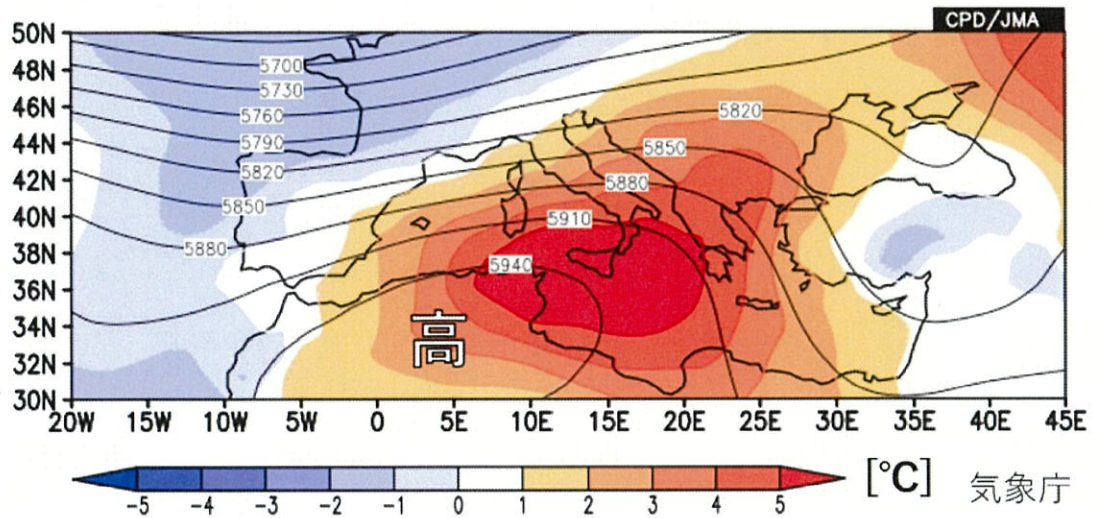 CPD/JMA
50N
48N
46N
44N
42N
40N
38N
36N
34N
32N
30N
5700
5730
5760
5790
5820
5850
5880
5820
5850
5880
5910
5940
高
20W 15W 10W 5W 0 5E 10E 15E 20E 25E 30E 35E 40E 45E
-5 -4 -3 -2 -1 0 1 2 3 4 5
[°C] 気象庁